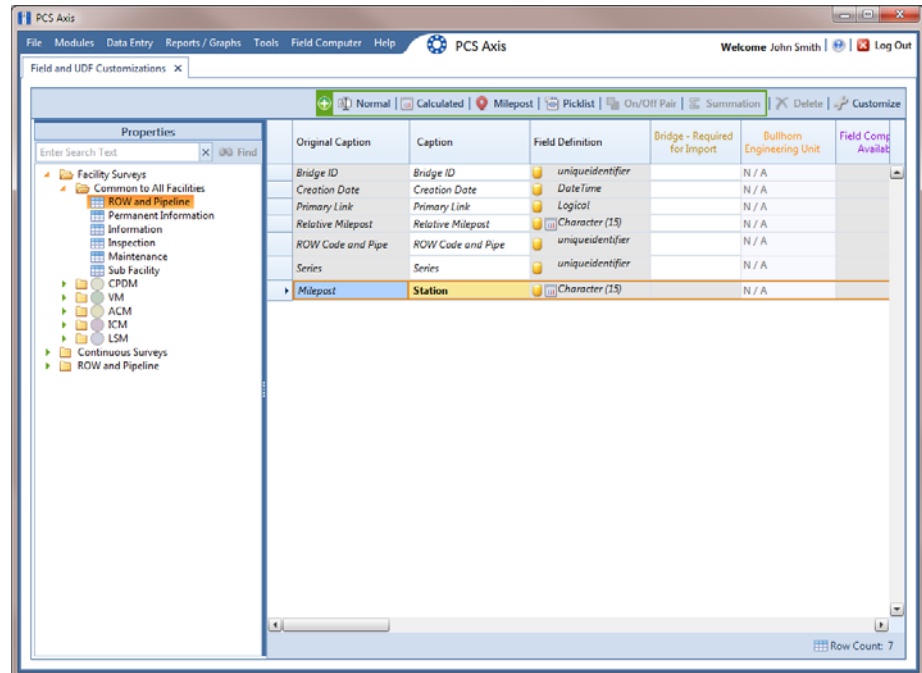 PCS Axis
File Modules Data Entry Reports / Graphs Tools Field Computer Help PCS Axis Welcome John Smith Log Out
Field and UDF Customizations X
Normal Calculated Milepost Picklist On/Off Pair Summation Delete Customize
Properties
Enter Search Text X Find
Facility Surveys
Common to All Facilities
ROW and Pipeline
Permanent Information
Information
Inspection
Maintenance
Sub Facility
CPDM
VM
ACM
ICM
LSM
Continuous Surveys
ROW and Pipeline
Original Caption Caption Field Definition Bridge - Required for Import Bullhorn Engineering Unit Field Comp Availab
Bridge ID Bridge ID uniqueidentifier N / A
Creation Date Creation Date DateTime N / A
Primary Link Primary Link Logical N / A
Relative Milepost Relative Milepost Character (15) N / A
ROW Code and Pipe ROW Code and Pipe uniqueidentifier N / A
Series Series uniqueidentifier N / A
Milepost Station Character (15) N / A
Row Count: 7